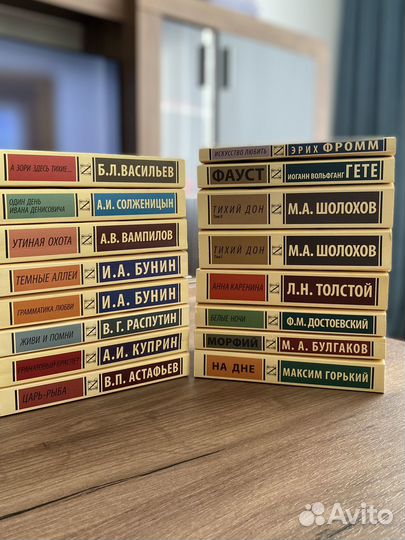 А ЗОРИ ЗДЕСЬ ТИХИЕ... Б.Л.ВАСИЛЬЕВ
ОДИН ДЕНЬ
ИВАНА ДЕНИСОВИЧА А.И. СОЛЖЕНИЦЫН
УТИНАЯ ОХОТА А.В. ВАМПИЛОВ
ТЕМНЫЕ АЛЛЕИ И.А. БУНИН
ГРАММАТИКА ЛЮБВИ И.А. БУНИН
ЖИВИ И ПОМНИ В. Г. РАСПУТИН
ГРАНАТОВЫЙ БРАСЛЕТ А.И. КУПРИН
ЦАРЬ-РЫБА В.П. АСТАФЬЕВ
ИСКУССТВО ЛЮБИТЬ ЭРИХ ФРОММ
ФАУСТ ИОГАНН ВОЛЬФГАНГ ГЕТЕ
ТИХИЙ ДОН М.А. ШОЛОХОВ
ТИХИЙ ДОН М.А. ШОЛОХОВ
АННА КАРЕНИНА Л.Н. ТОЛСТОЙ
БЕЛЫЕ НОЧИ Ф.М. ДОСТОЕВСКИЙ
МОРФИЙ М. А. БУЛГАКОВ
НА ДНЕ МАКСИМ ГОРЬКИЙ
Avito